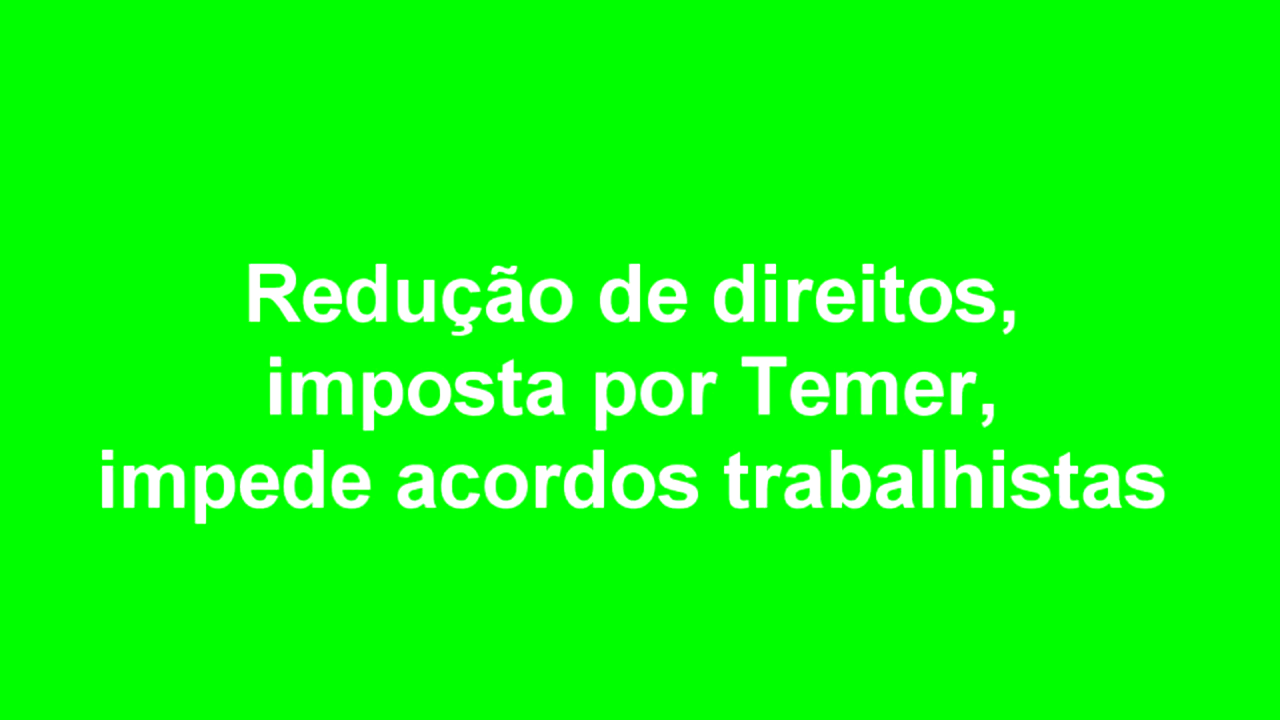 Redução de direitos,
imposta por Temer,
impede acordos trabalhistas